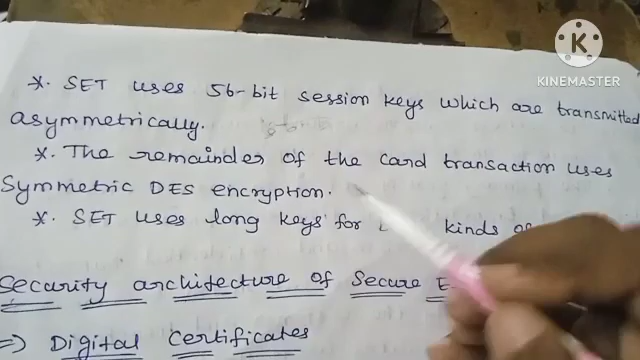 K
KINEMASTER
*. SET uses 56-bit session keys which are transmitted
asymmetrically.
*. The remainder of the card transaction uses
Symmetric DES encryption.
*. SET uses long keys for kinds of
Security architecture of Secure E
=> Digital Certificates